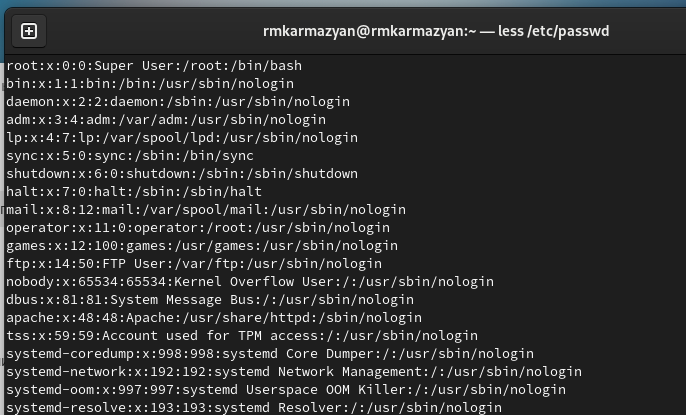 rmkarmazyan@rmkarmazyan:~ — less /etc/passwd
root:x:0:0:Super User:/root:/bin/bash
bin:x:1:1:bin:/bin:/usr/sbin/nologin
daemon:x:2:2:daemon:/sbin:/usr/sbin/nologin
adm:x:3:4:adm:/var/adm:/usr/sbin/nologin
lp:x:4:7:lp:/var/spool/lpd:/usr/sbin/nologin
sync:x:5:0:sync:/sbin:/bin/sync
shutdown:x:6:0:shutdown:/sbin:/sbin/shutdown
halt:x:7:0:halt:/sbin:/sbin/halt
mail:x:8:12:mail:/var/spool/mail:/usr/sbin/nologin
operator:x:11:0:operator:/root:/usr/sbin/nologin
games:x:12:100:games:/usr/games:/usr/sbin/nologin
ftp:x:14:50:FTP User:/var/ftp:/usr/sbin/nologin
nobody:x:65534:65534:Kernel Overflow User:/:/usr/sbin/nologin
dbus:x:81:81:System Message Bus:/:/usr/sbin/nologin
apache:x:48:48:Apache:/usr/share/httpd:/sbin/nologin
tss:x:59:59:Account used for TPM access:/:/usr/sbin/nologin
systemd-coredump:x:998:998:systemd Core Dumper:/:/usr/sbin/nologin
systemd-network:x:192:192:systemd Network Management:/:/usr/sbin/nologin
systemd-oom:x:997:997:systemd Userspace OOM Killer:/:/usr/sbin/nologin
systemd-resolve:x:193:193:systemd Resolver:/:/usr/sbin/nologin